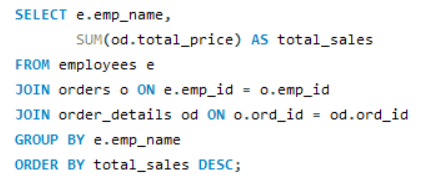 SELECT e.emp_name,
SUM(od.total_price) AS total_sales
FROM employees e
JOIN orders o ON e.emp_id = o.emp_id
JOIN order_details od ON o.ord_id = od.ord_id
GROUP BY e.emp_name
ORDER BY total_sales DESC;